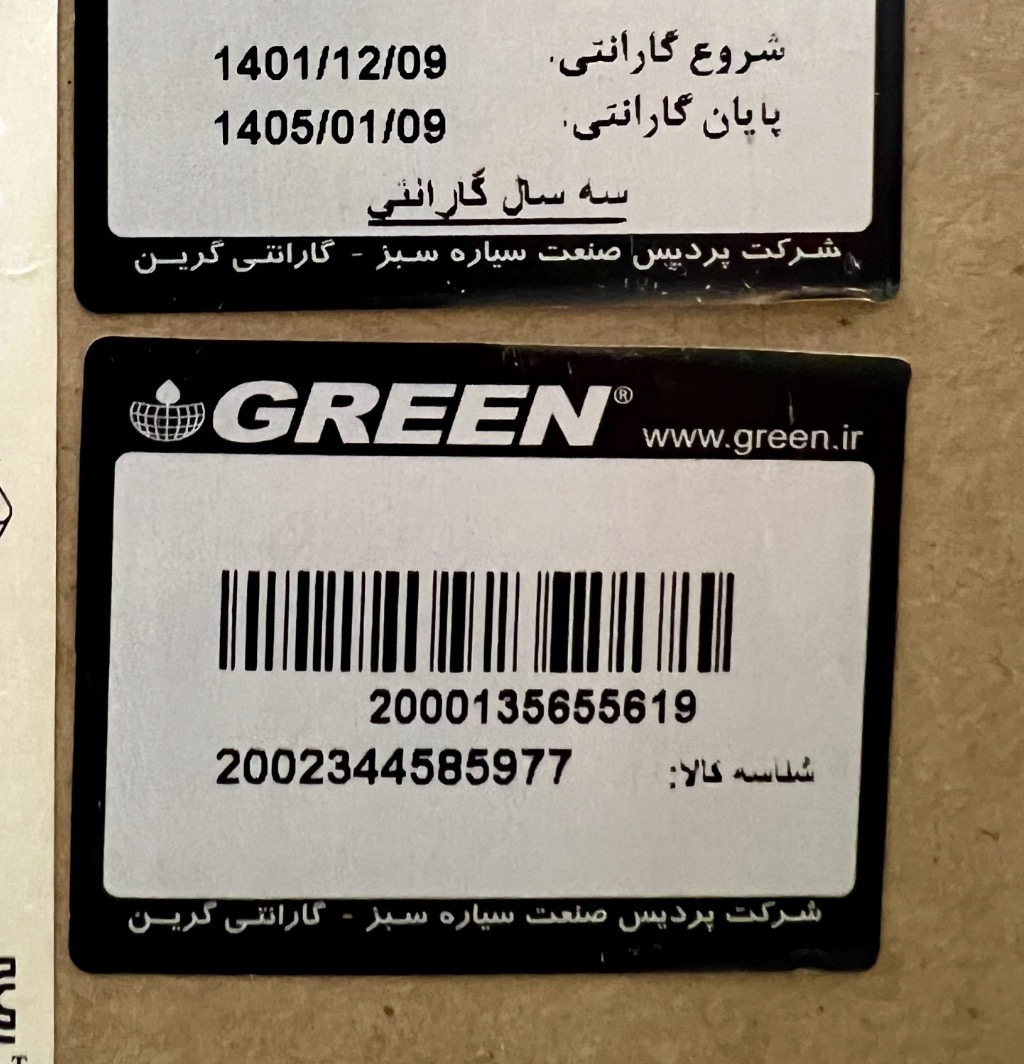 شروع گارانتی: 1401/12/09
پایان گارانتی: 1405/01/09
سه سال گارانتی
شرکت پردیس صنعت سیاره سبز - گارانتی گرین
GREEN® www.green.ir
2000135655619
شناسه کالا: 2002344585977
شرکت پردیس صنعت سیاره سبز - گارانتی گرین